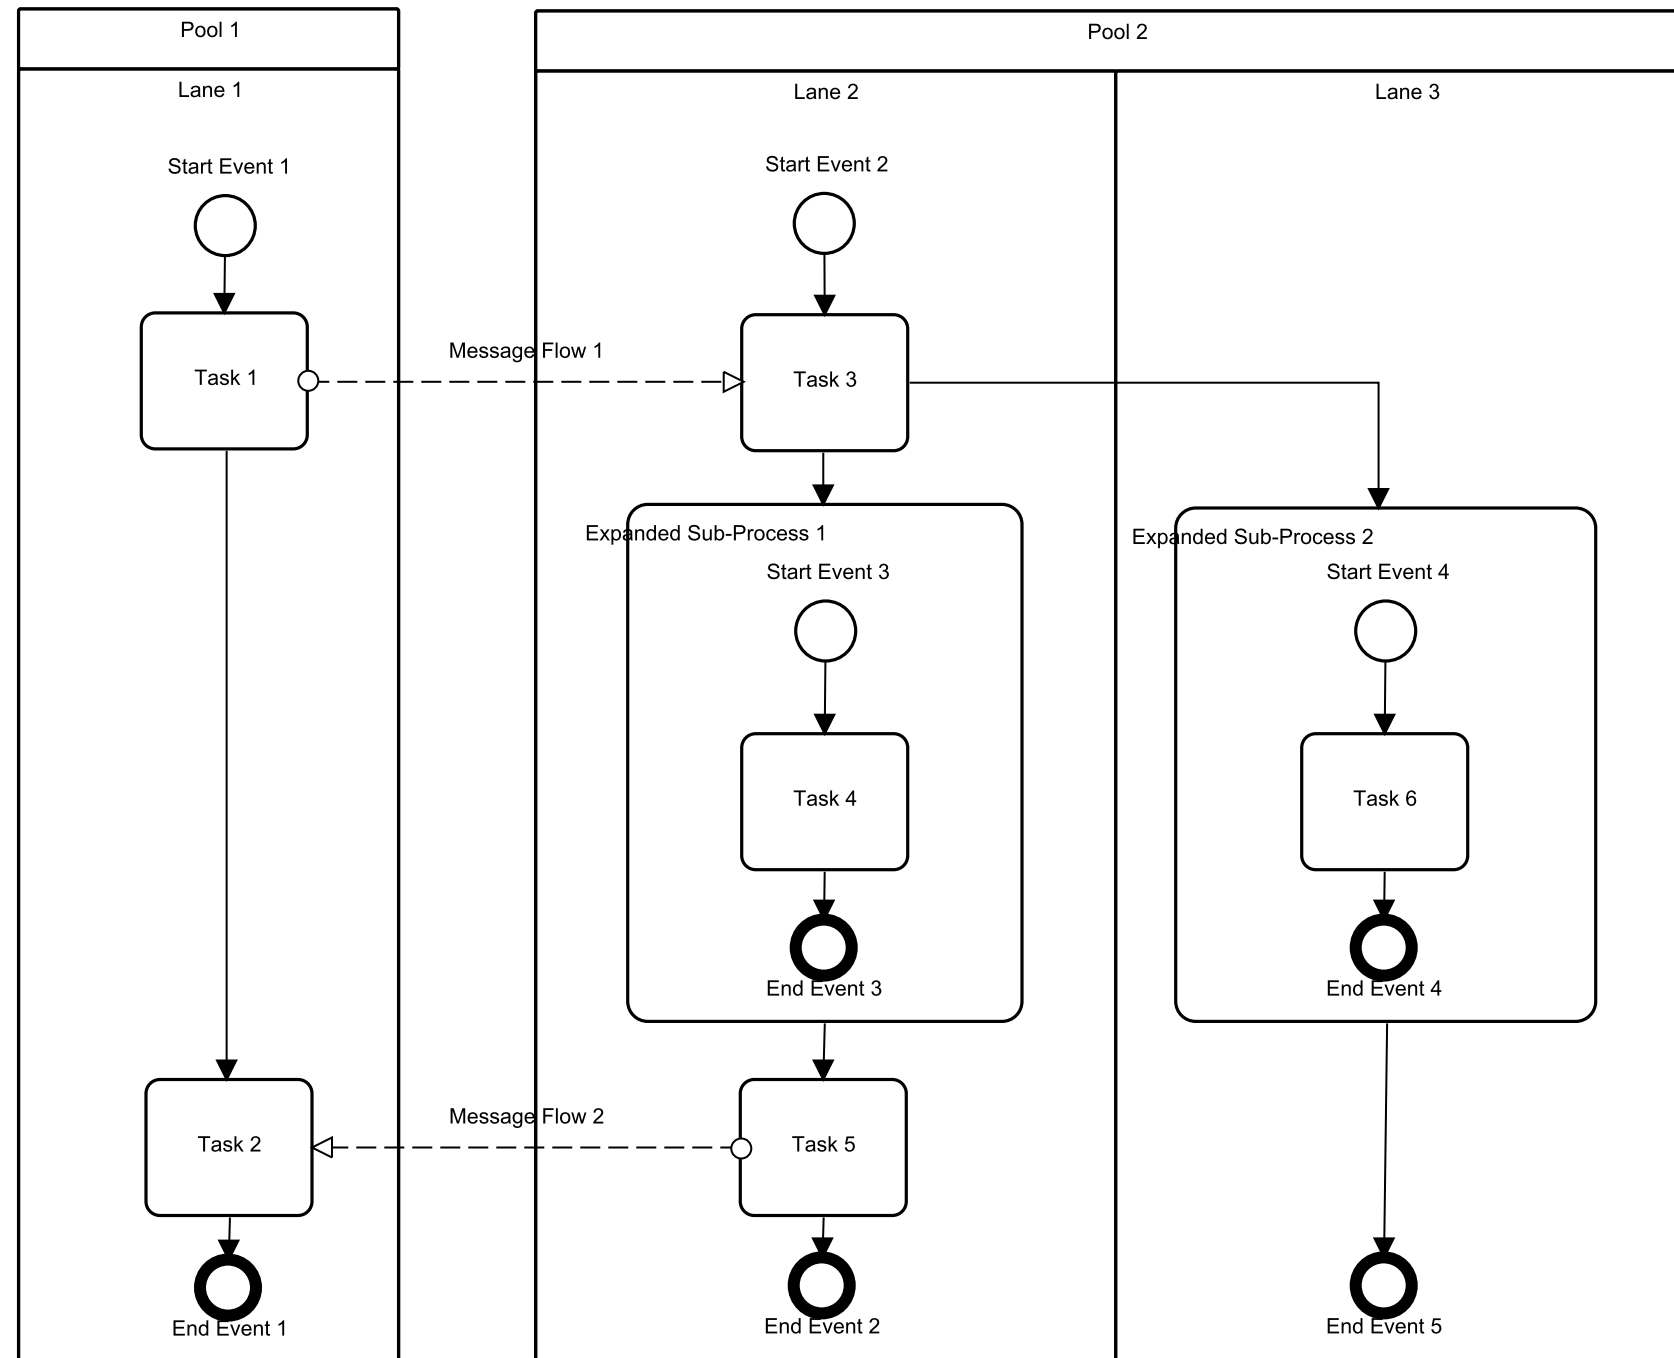 Pool 1
Lane 1
Start Event 1
Task 1
Message Flow 1
Task 2
Message Flow 2
End Event 1
Pool 2
Lane 2
Start Event 2
Task 3
Expanded Sub-Process 1
Start Event 3
Task 4
End Event 3
Task 5
End Event 2
Lane 3
Expanded Sub-Process 2
Start Event 4
Task 6
End Event 4
End Event 5